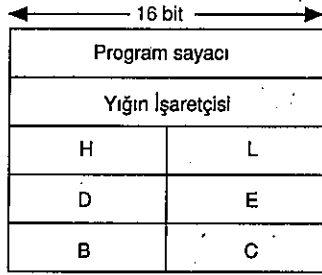 16 bit
Program sayacı
Yığın İşaretçisi
H L
D E
B C